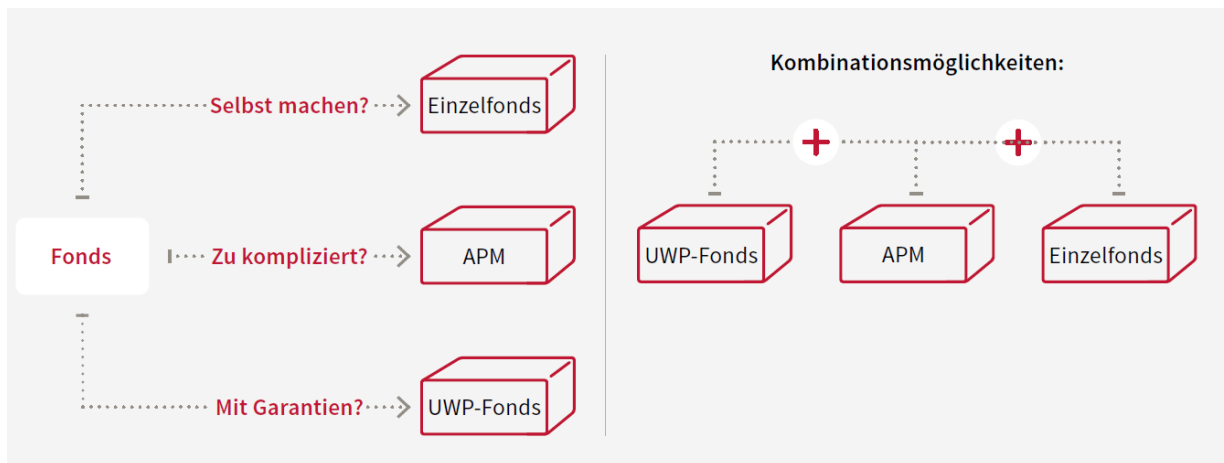 Selbst machen?
Einzelfonds
Fonds
Zu kompliziert?
APM
Mit Garantien?
UWP-Fonds
Kombinationsmöglichkeiten:
UWP-Fonds
APM
Einzelfonds